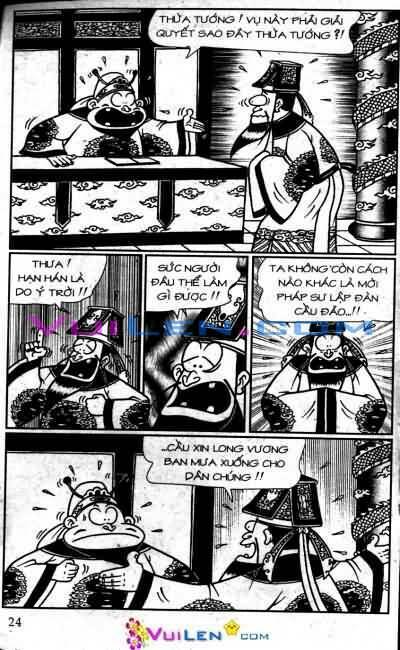 THỪA TƯỚNG! VỤ NÀY PHẢI GIẢI
QUYẾT SAO ĐÂY THỪA TƯỚNG?!
THƯA!
HẠN HÁN LÀ
DO Ý TRỜI!!
SỨC NGƯỜI
ĐÂU THỂ LÀM
GÌ ĐƯỢC!!
TA KHÔNG CÒN CÁCH
NÀO KHÁC LÀ MỜI
PHÁP SƯ LẬP ĐÀN
CẦU ĐẢO...!!
VUILEN.COM
...CẦU XIN LONG VƯƠNG
BAN MƯA XUỐNG CHO
DÂN CHÚNG!!
24
VUILEN.COM